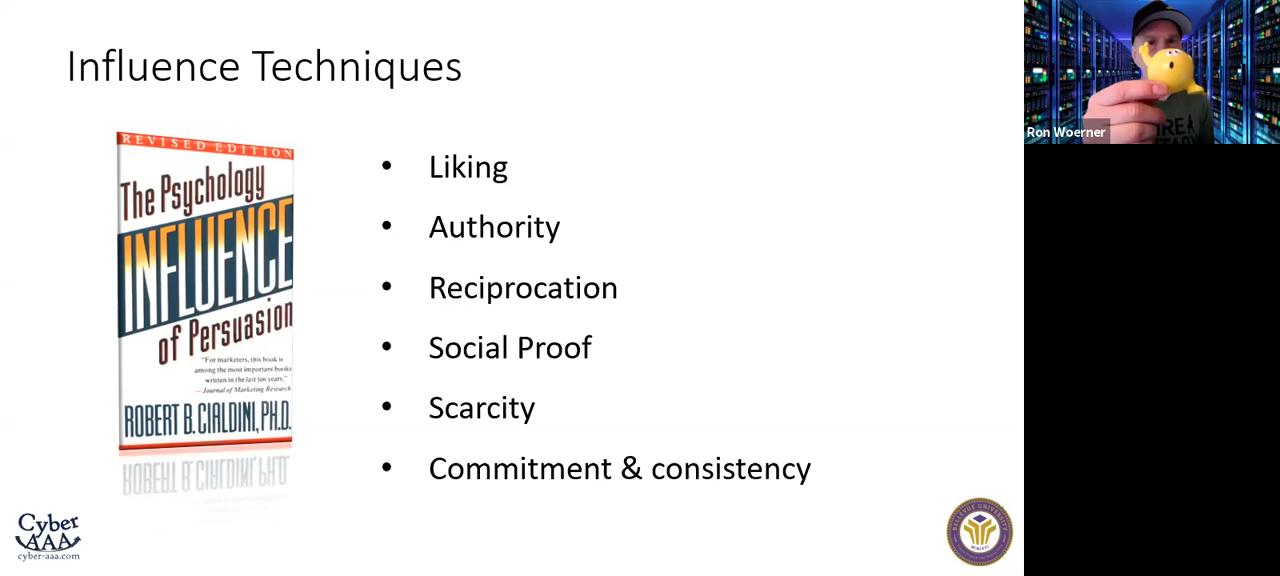 Influence Techniques
REVISED EDITION
The Psychology
INFLUENCE
of Persuasion
"For marketers, this book is
among the most important books
written in the last ten years."
— Journal of Marketing Research
ROBERT B. CIALDINI, PH.D.
• Liking
• Authority
• Reciprocation
• Social Proof
• Scarcity
• Commitment & consistency
Cyber
AAA
cyber-aaa.com
BELLEVUE UNIVERSITY
Ron Woerner